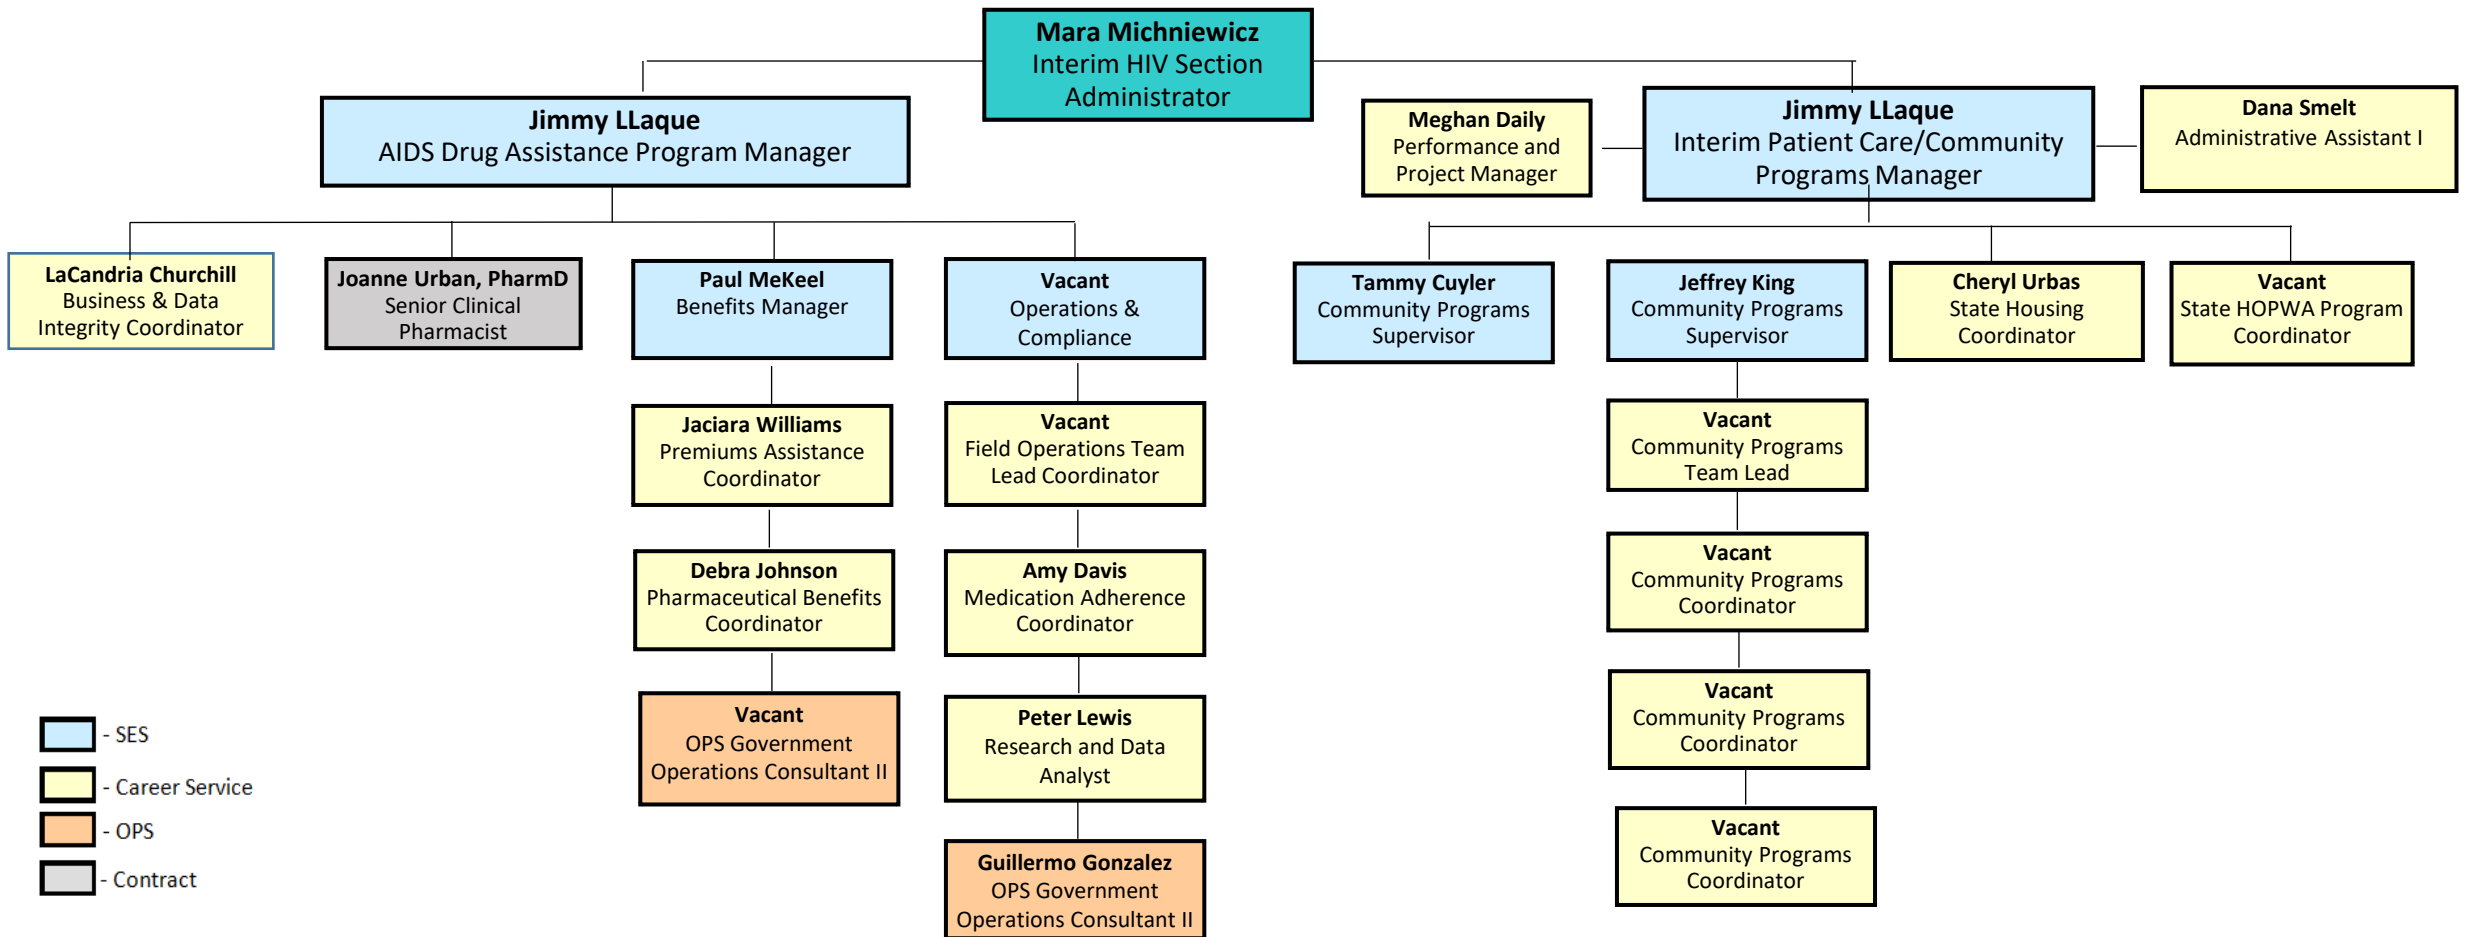 Mara Michniewicz
Interim HIV Section
Administrator
Jimmy LLaque
AIDS Drug Assistance Program Manager
Meghan Daily
Performance and
Project Manager
Jimmy LLaque
Interim Patient Care/Community
Programs Manager
Dana Smelt
Administrative Assistant I
LaCandria Churchill
Business & Data
Integrity Coordinator
Joanne Urban, PharmD
Senior Clinical
Pharmacist
Paul MeKeel
Benefits Manager
Vacant
Operations &
Compliance
Tammy Cuyler
Community Programs
Supervisor
Jeffrey King
Community Programs
Supervisor
Cheryl Urbas
State Housing
Coordinator
Vacant
State HOPWA Program
Coordinator
Jaciara Williams
Premiums Assistance
Coordinator
Vacant
Field Operations Team
Lead Coordinator
Vacant
Community Programs
Team Lead
Debra Johnson
Pharmaceutical Benefits
Coordinator
Amy Davis
Medication Adherence
Coordinator
Vacant
Community Programs
Coordinator
Vacant
OPS Government
Operations Consultant II
Peter Lewis
Research and Data
Analyst
Vacant
Community Programs
Coordinator
Guillermo Gonzalez
OPS Government
Operations Consultant II
Vacant
Community Programs
Coordinator
- SES
- Career Service
- OPS
- Contract